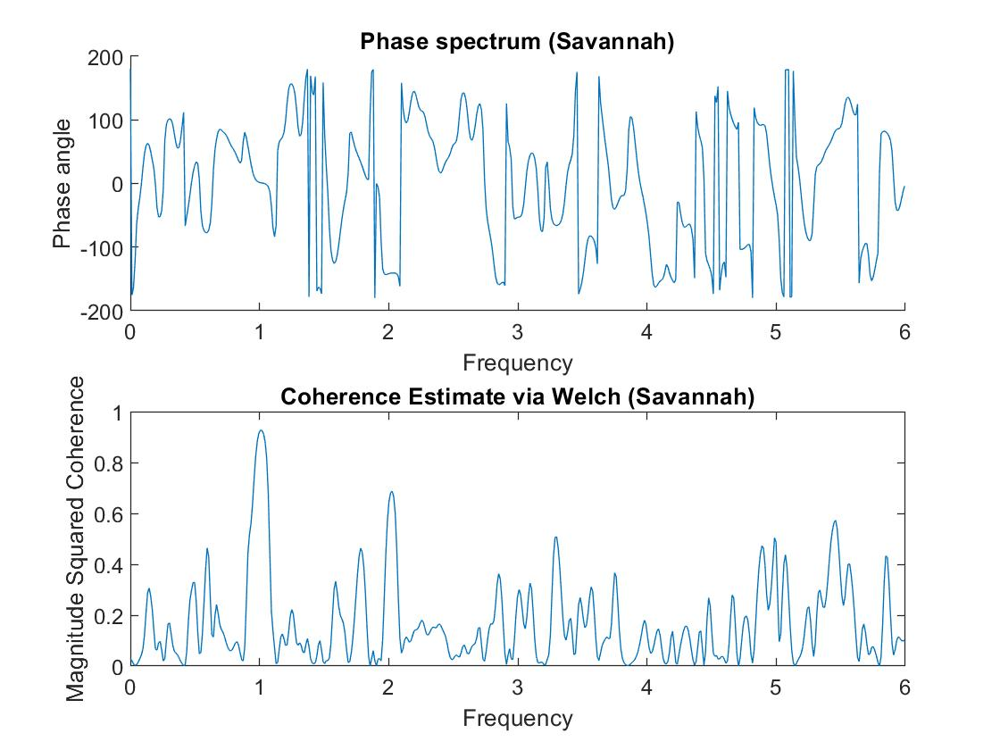 Phase spectrum (Savannah)
200
100
0
-100
-200
Phase angle
0 1 2 3 4 5 6
Frequency
Coherence Estimate via Welch (Savannah)
1
0.8
0.6
0.4
0.2
0
Magnitude Squared Coherence
0 1 2 3 4 5 6
Frequency